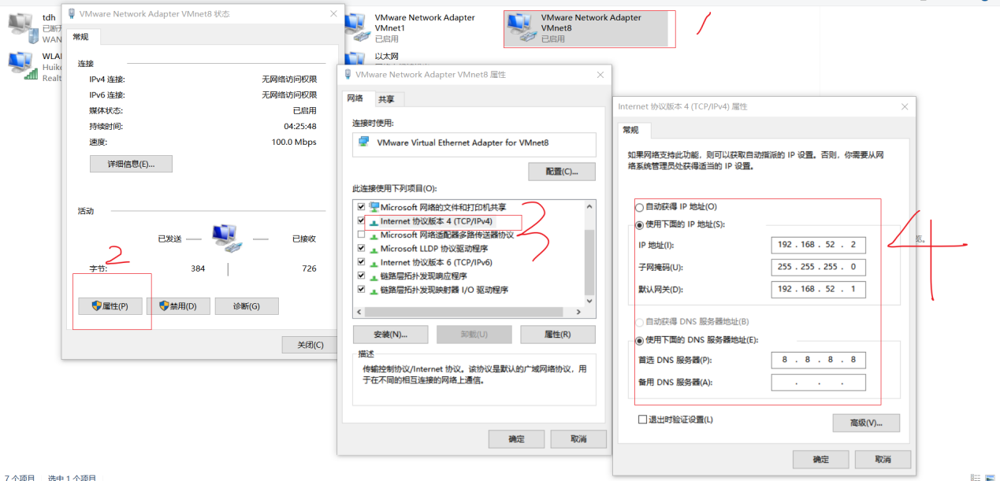 tdh
已断开
WAN
WLAN
Huike
Realt
VMware Network Adapter
VMnet1
已启用
以太网
VMware Network Adapter
VMnet8
已启用
1
VMware Network Adapter VMnet8 状态
常规
连接
IPv4 连接: 无网络访问权限
IPv6 连接: 无网络访问权限
媒体状态: 已启用
持续时间: 04:25:48
速度: 100.0 Mbps
详细信息(E)...
活动
已发送 已接收
2
字节: 384 726
属性(P) 禁用(D) 诊断(G)
关闭(C)
VMware Network Adapter VMnet8 属性
网络 共享
连接时使用:
VMware Virtual Ethernet Adapter for VMnet8
配置(C)...
此连接使用下列项目(O):
Microsoft 网络的文件和打印机共享
Internet 协议版本 4 (TCP/IPv4)
Microsoft 网络适配器多路传送器协议
Microsoft LLDP 协议驱动程序
Internet 协议版本 6 (TCP/IPv6)
链路层拓扑发现响应程序
链路层拓扑发现映射器 I/O 驱动程序
3
安装(N)... 卸载(U) 属性(R)
描述
传输控制协议/Internet 协议。该协议是默认的广域网络协议，用
于在不同的相互连接的网络上通信。
确定 取消
Internet 协议版本 4 (TCP/IPv4) 属性
常规
如果网络支持此功能，则可以获取自动指派的 IP 设置。否则，你需要从网
络系统管理员处获得适当的 IP 设置。
自动获得 IP 地址(O)
使用下面的 IP 地址(S):
IP 地址(I): 192 . 168 . 52 . 2
子网掩码(U): 255 . 255 . 255 . 0
默认网关(D): 192 . 168 . 52 . 1
自动获得 DNS 服务器地址(B)
使用下面的 DNS 服务器地址(E):
首选 DNS 服务器(P): 8 . 8 . 8 . 8
备用 DNS 服务器(A): . . .
退出时验证设置(L)
高级(V)...
确定 取消
4
览。
7 个项目 选中 1 个项目